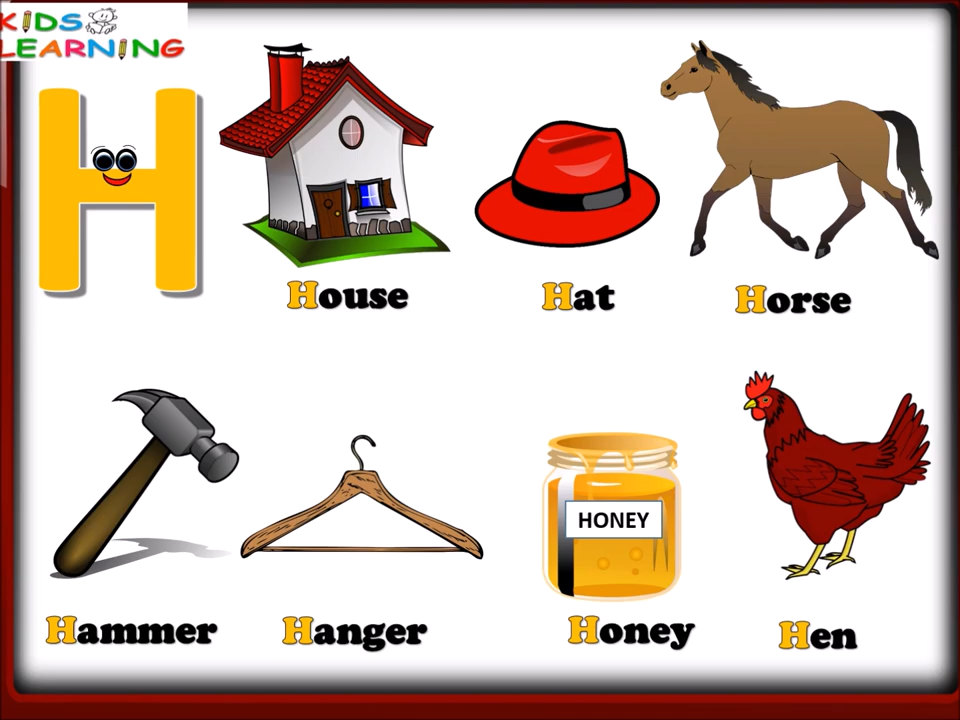 KIDS
LEARNING
H
House
Hat
Horse
HONEY
Hammer
Hanger
Honey
Hen